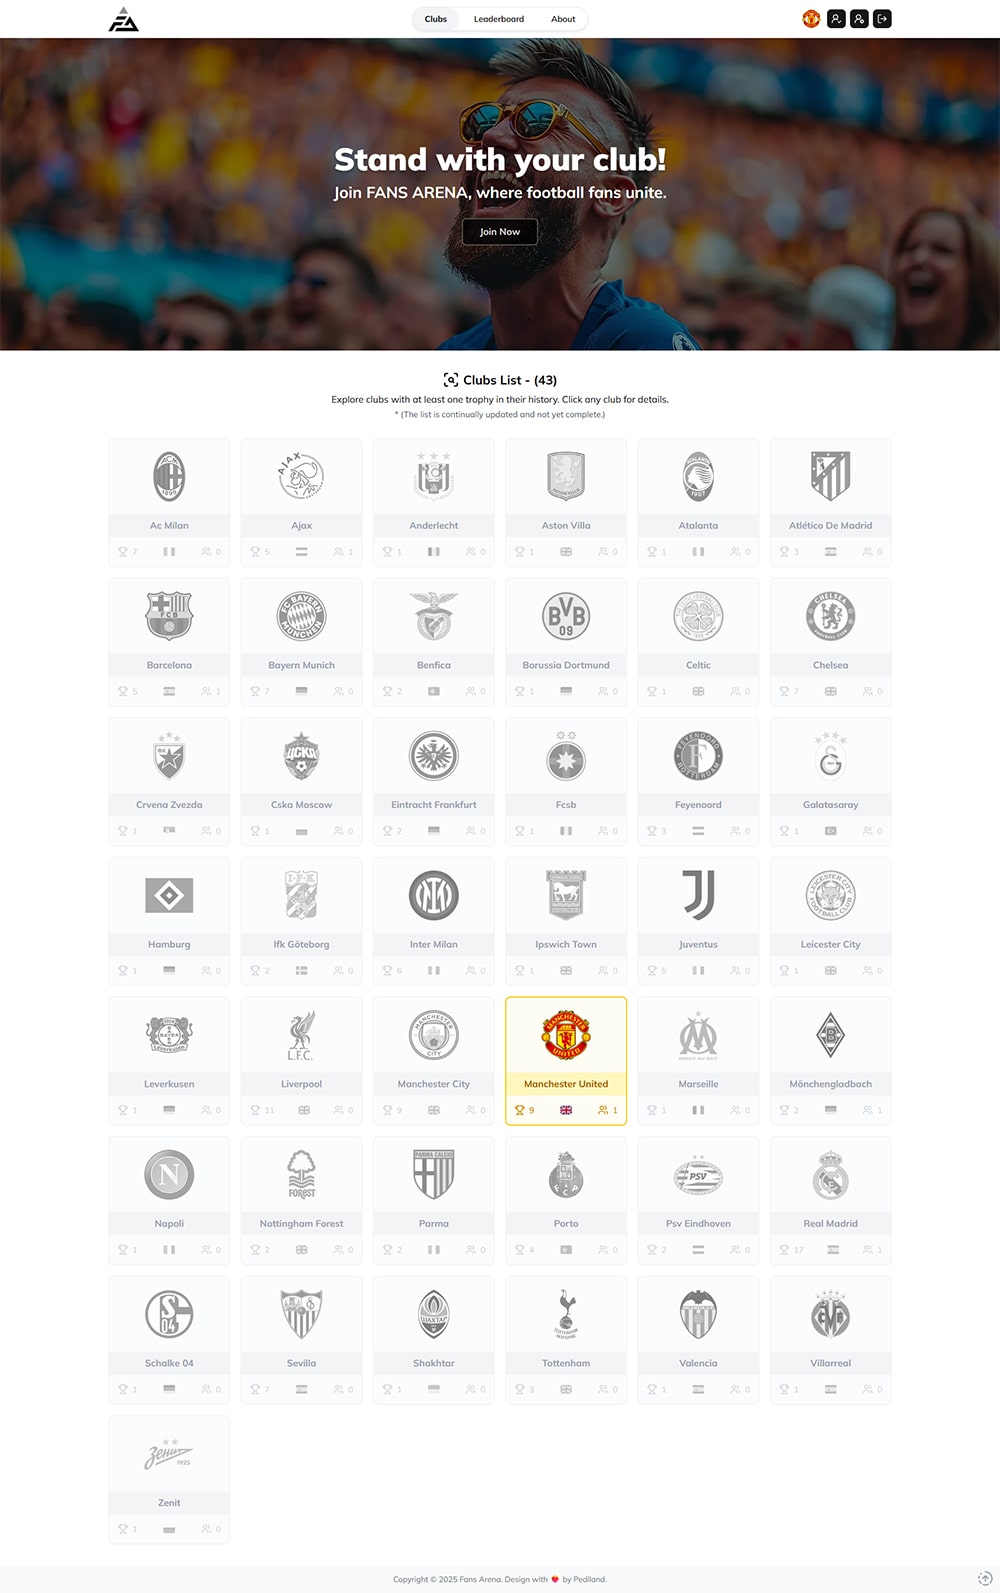 Clubs Leaderboard About
Stand with your club!
Join FANS ARENA, where football fans unite.
Join Now
Clubs List - (43)
Explore clubs with at least one trophy in their history. Click any club for details.
* (The list is continually updated and not yet complete.)
Ac Milan Ajax Anderlecht Aston Villa Atalanta Atlético De Madrid
7 0 5 1 1 0 1 0 1 0 3 0
Barcelona Bayern Munich Benfica Borussia Dortmund Celtic Chelsea
5 1 7 0 2 0 1 0 1 0 7 0
Crvena Zvezda Cska Moscow Eintracht Frankfurt Fcsb Feyenoord Galatasaray
1 0 1 0 2 0 1 0 3 0 1 0
Hamburg Ifk Göteborg Inter Milan Ipswich Town Juventus Leicester City
1 0 2 0 6 0 1 0 5 0 1 0
Leverkusen Liverpool Manchester City Manchester United Marseille Mönchengladbach
1 0 11 0 9 0 9 1 1 0 2 1
Napoli Nottingham Forest Parma Porto Psv Eindhoven Real Madrid
1 0 2 0 2 0 4 0 2 0 17 1
Schalke 04 Sevilla Shakhtar Tottenham Valencia Villarreal
1 0 7 0 1 0 3 0 1 0 1 0
Zenit
1 0
Copyright © 2025 Fans Arena. Design with ❤ by Pediland.